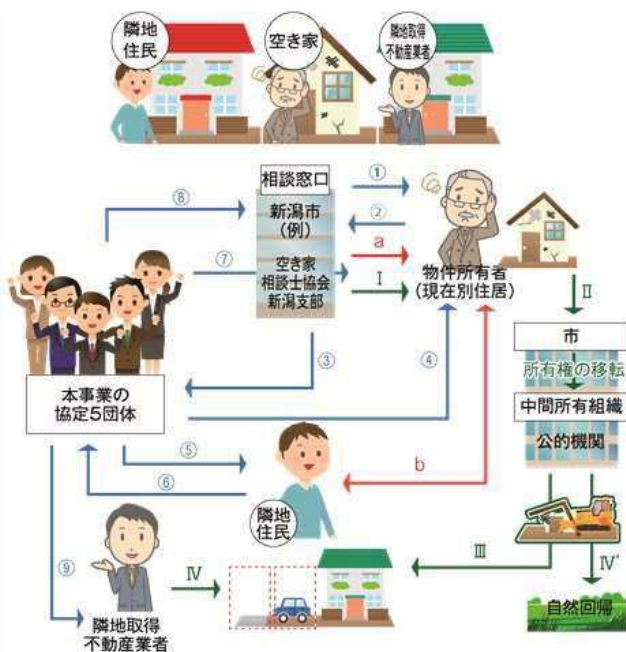 隣地
住民
空き家
隣地取得
不動産業者
相談窓口
新潟市
(例)
空き家
相談士協会
新潟支部
①
②
a
I
⑧
⑦
物件所有者
(現在別住居)
II
市
所有権の移転
中間所有組織
公的機関
③
④
本事業の
協定5団体
⑤
⑥
b
隣地
住民
⑨
IV
III
IV'
隣地取得
不動産業者
自然回帰